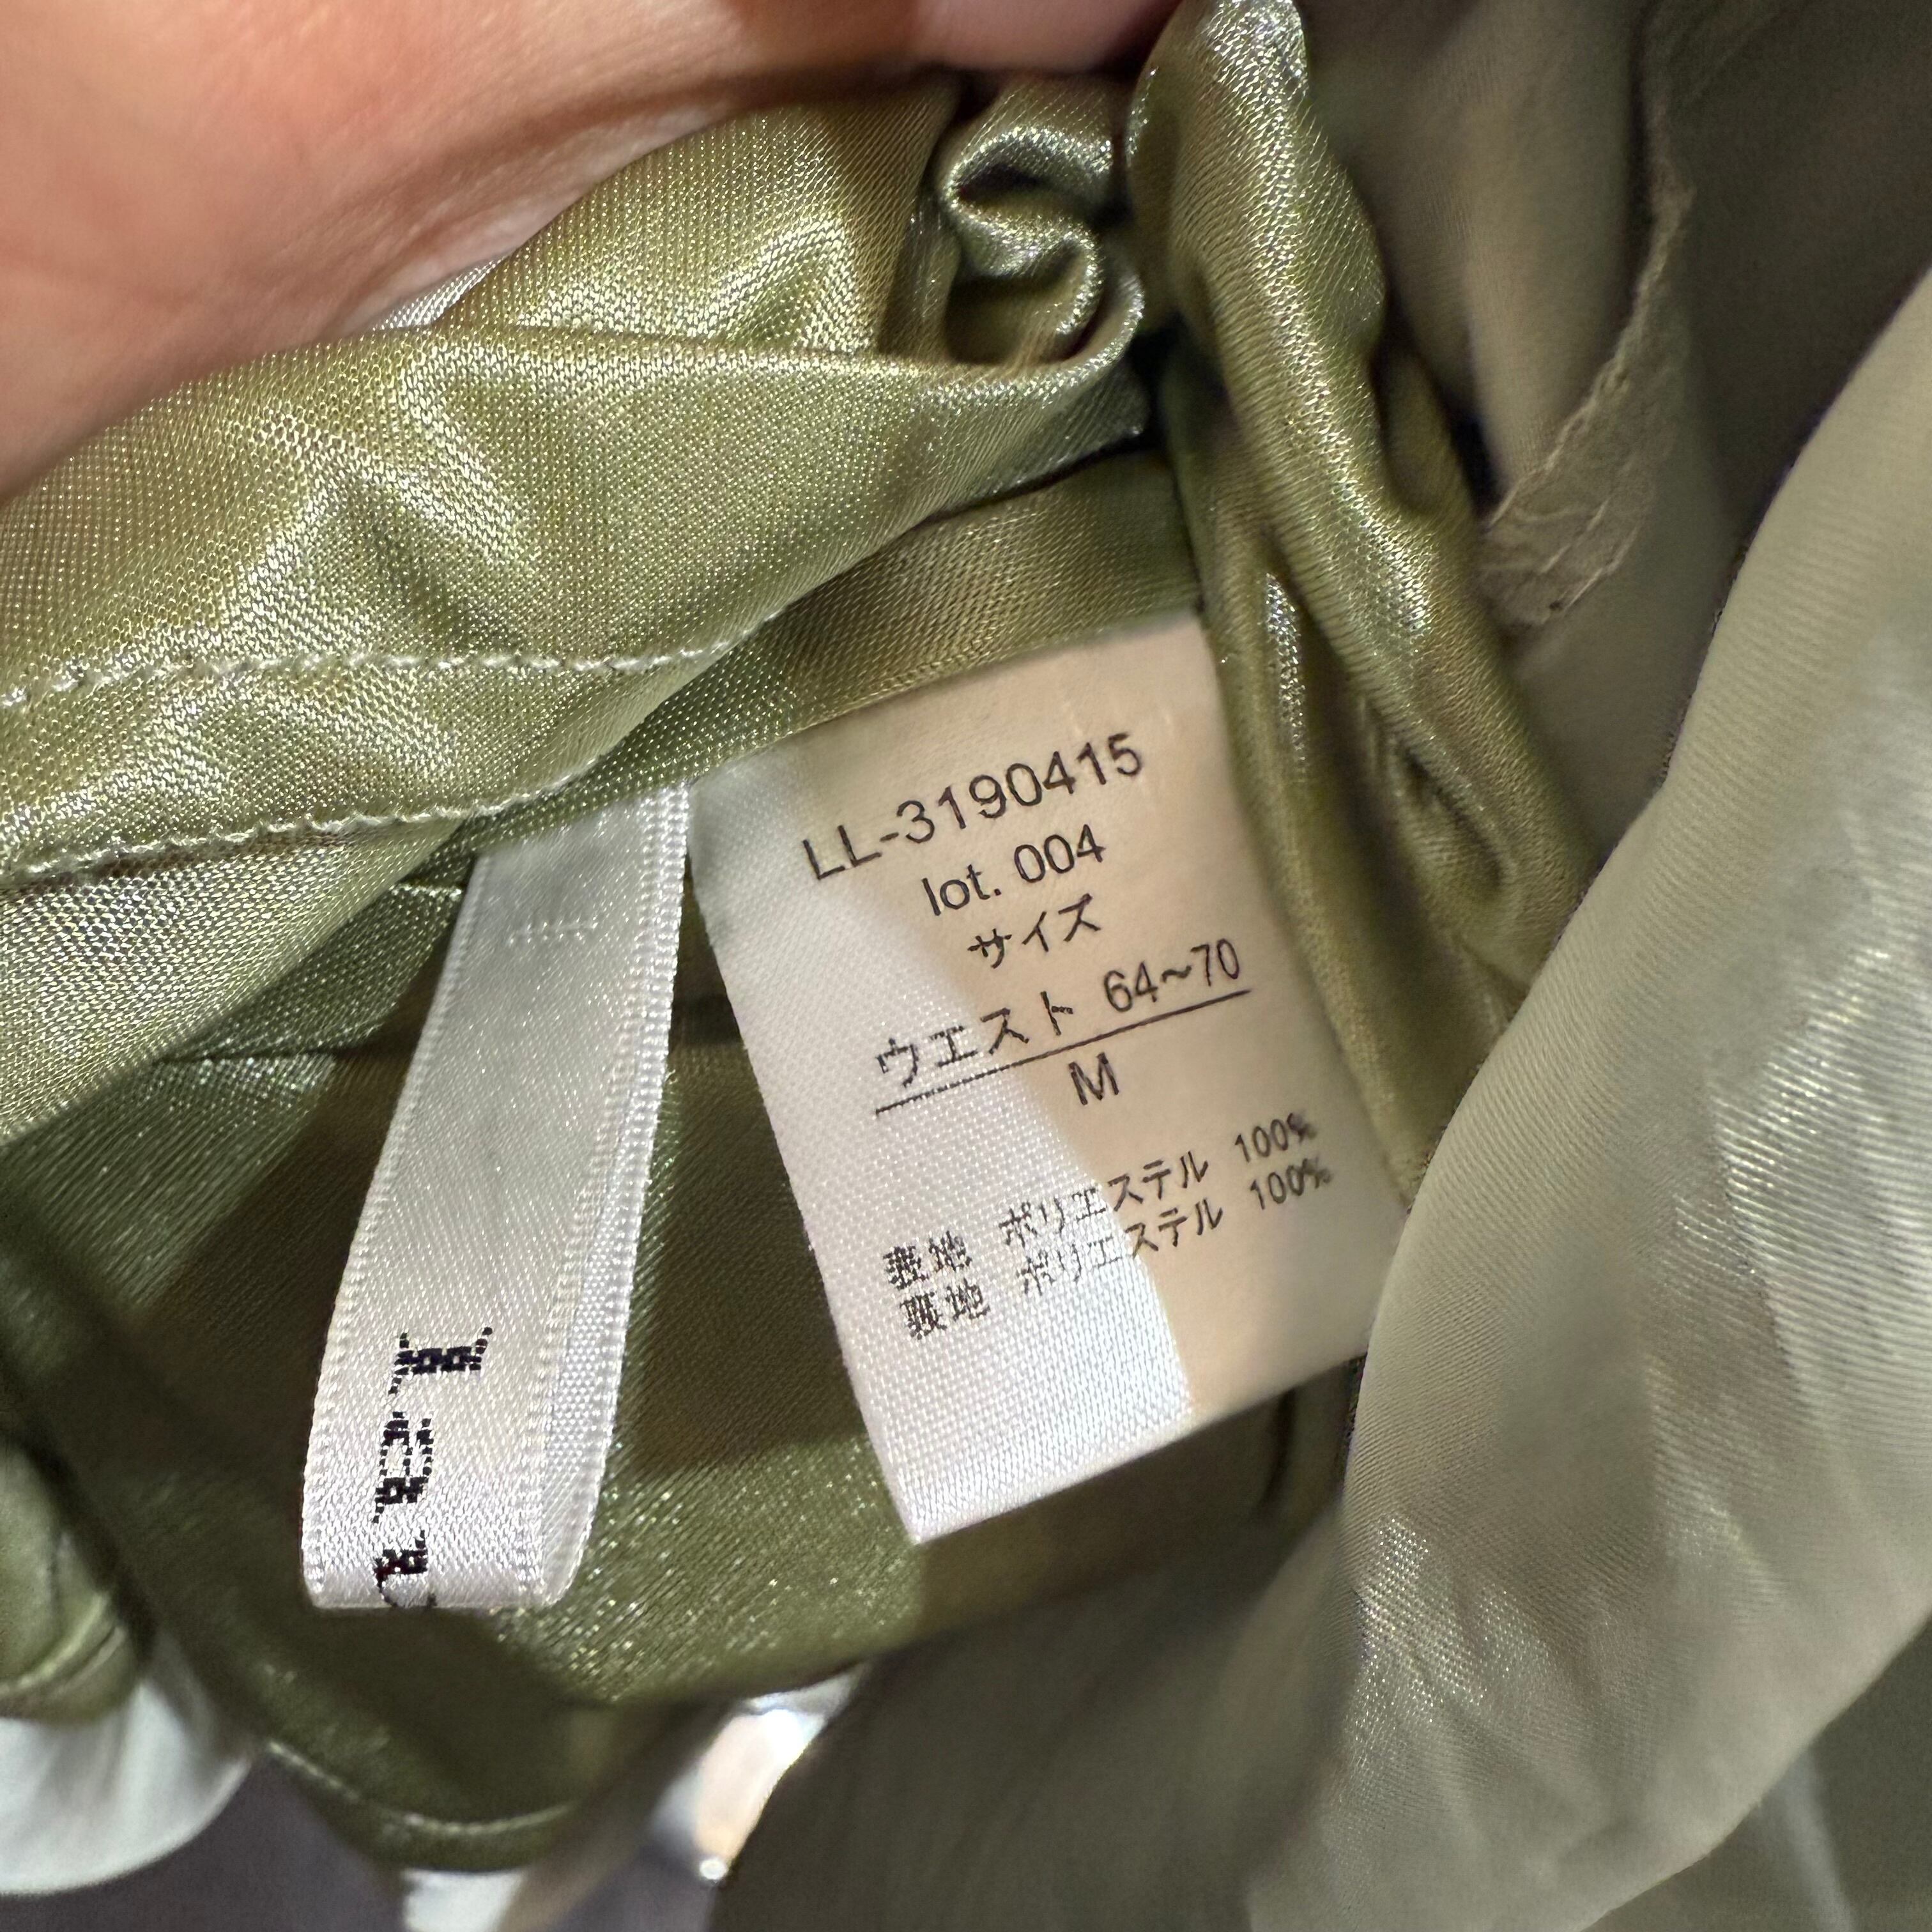 LL-3190415
lot. 004
サイズ
ウエスト 64~70
M
表地 ポリエステル 100%
裏地 ポリエステル 100%